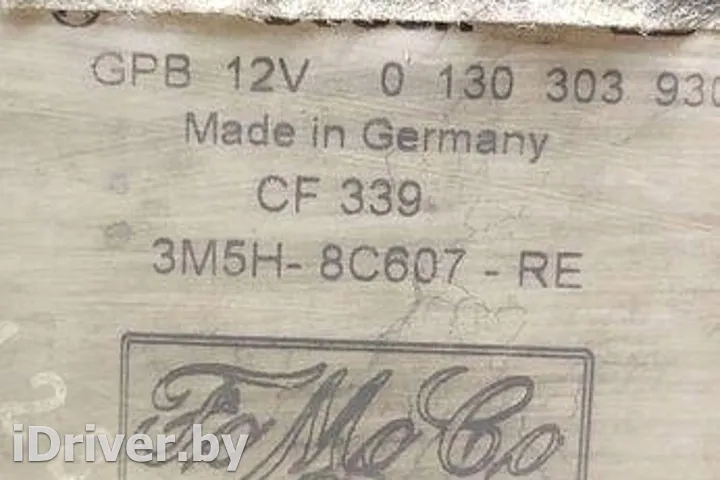 GPB 12V 0 130 303 930
Made in Germany
CF 339
3M5H- 8C607 - RE
FoMoCo
iDriver.by